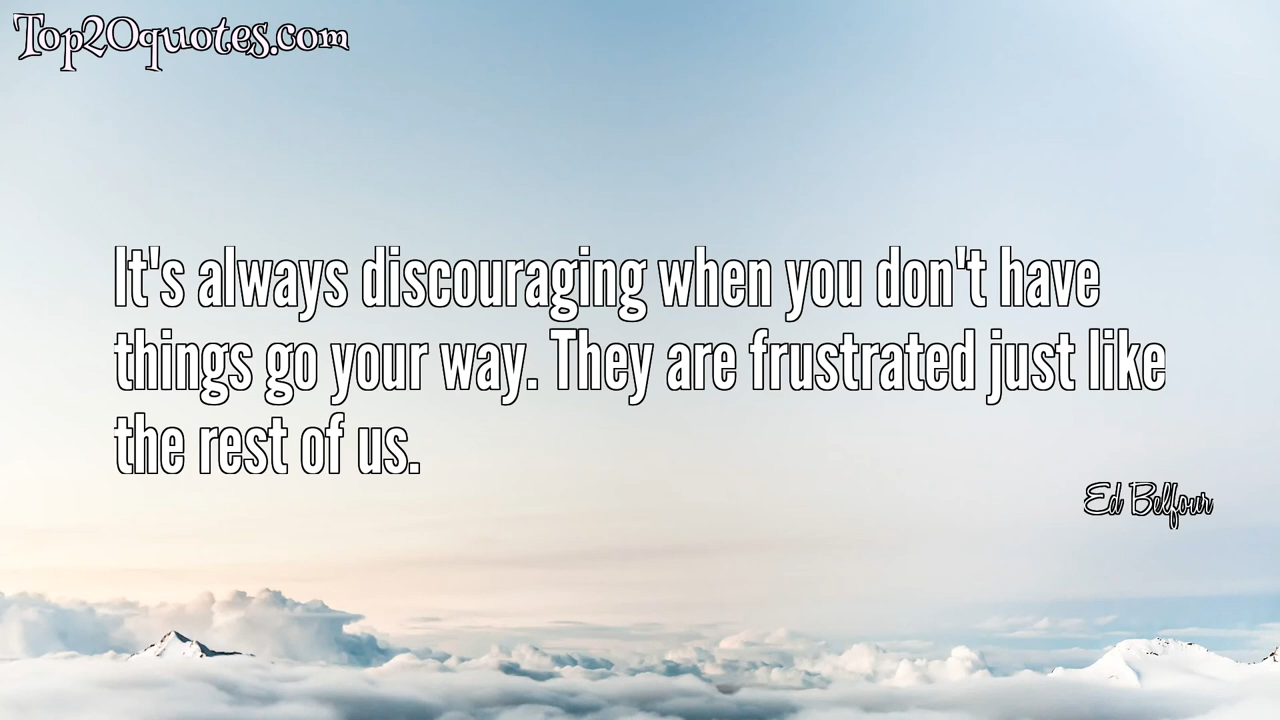 Top20quotes.com
It's always discouraging when you don't have
things go your way. They are frustrated just like
the rest of us.
Ed Belfour